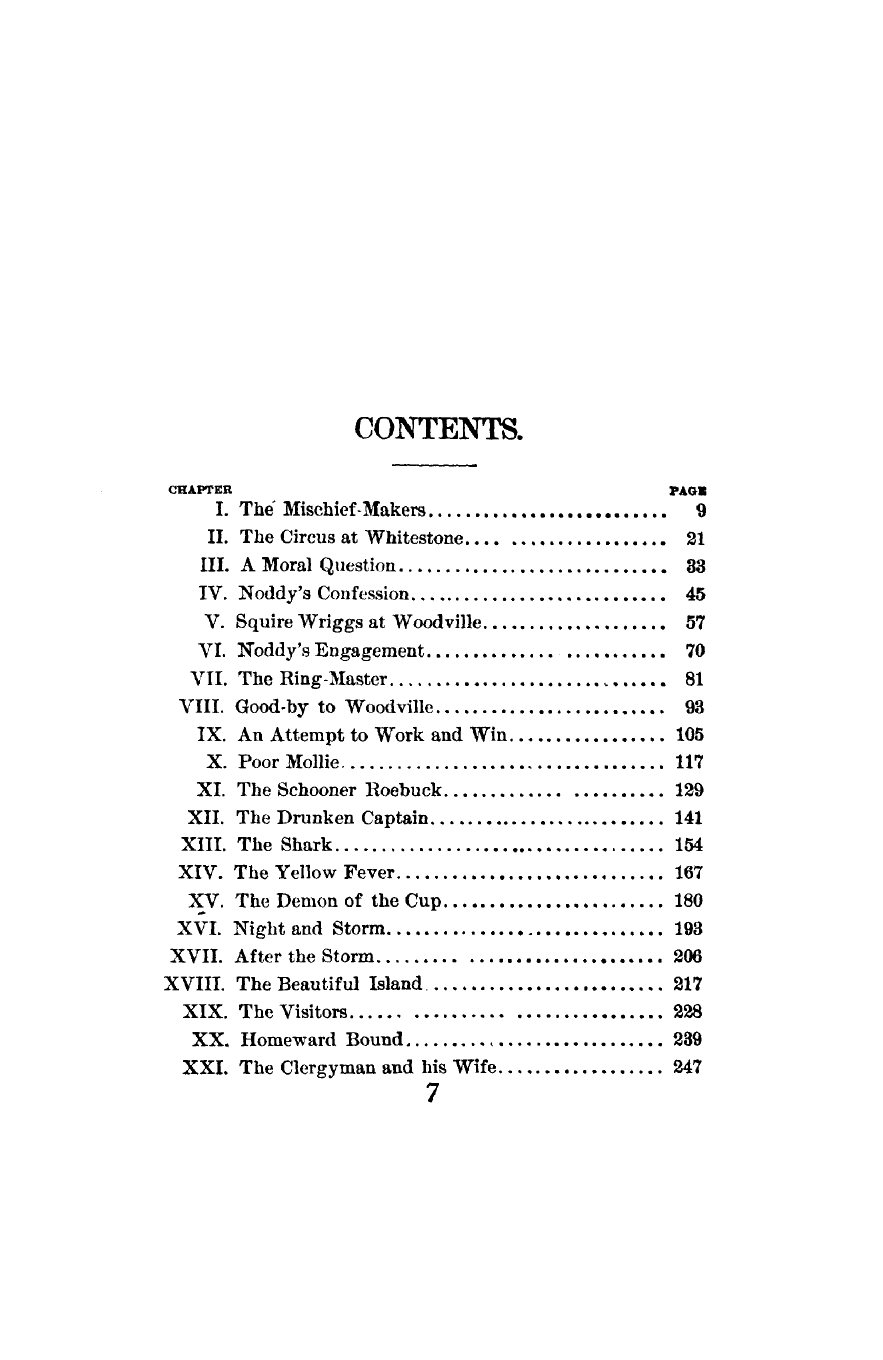 CONTENTS.
CHAPTER PAGE
I. The Mischief-Makers.......................... 9
II. The Circus at Whitestone.... ................. 21
III. A Moral Question............................. 33
IV. Noddy's Confession............................ 45
V. Squire Wriggs at Woodville.................... 57
VI. Noddy's Engagement.............. ........... 70
VII. The Ring-Master.............................. 81
VIII. Good-by to Woodville......................... 93
IX. An Attempt to Work and Win................. 105
X. Poor Mollie................................... 117
XI. The Schooner Roebuck............. .......... 129
XII. The Drunken Captain......................... 141
XIII. The Shark.................................... 154
XIV. The Yellow Fever............................. 167
XV. The Demon of the Cup........................ 180
XVI. Night and Storm.............................. 193
XVII. After the Storm......... ..................... 206
XVIII. The Beautiful Island.......................... 217
XIX. The Visitors...... .......... ................ 228
XX. Homeward Bound............................ 239
XXI. The Clergyman and his Wife.................. 247
7